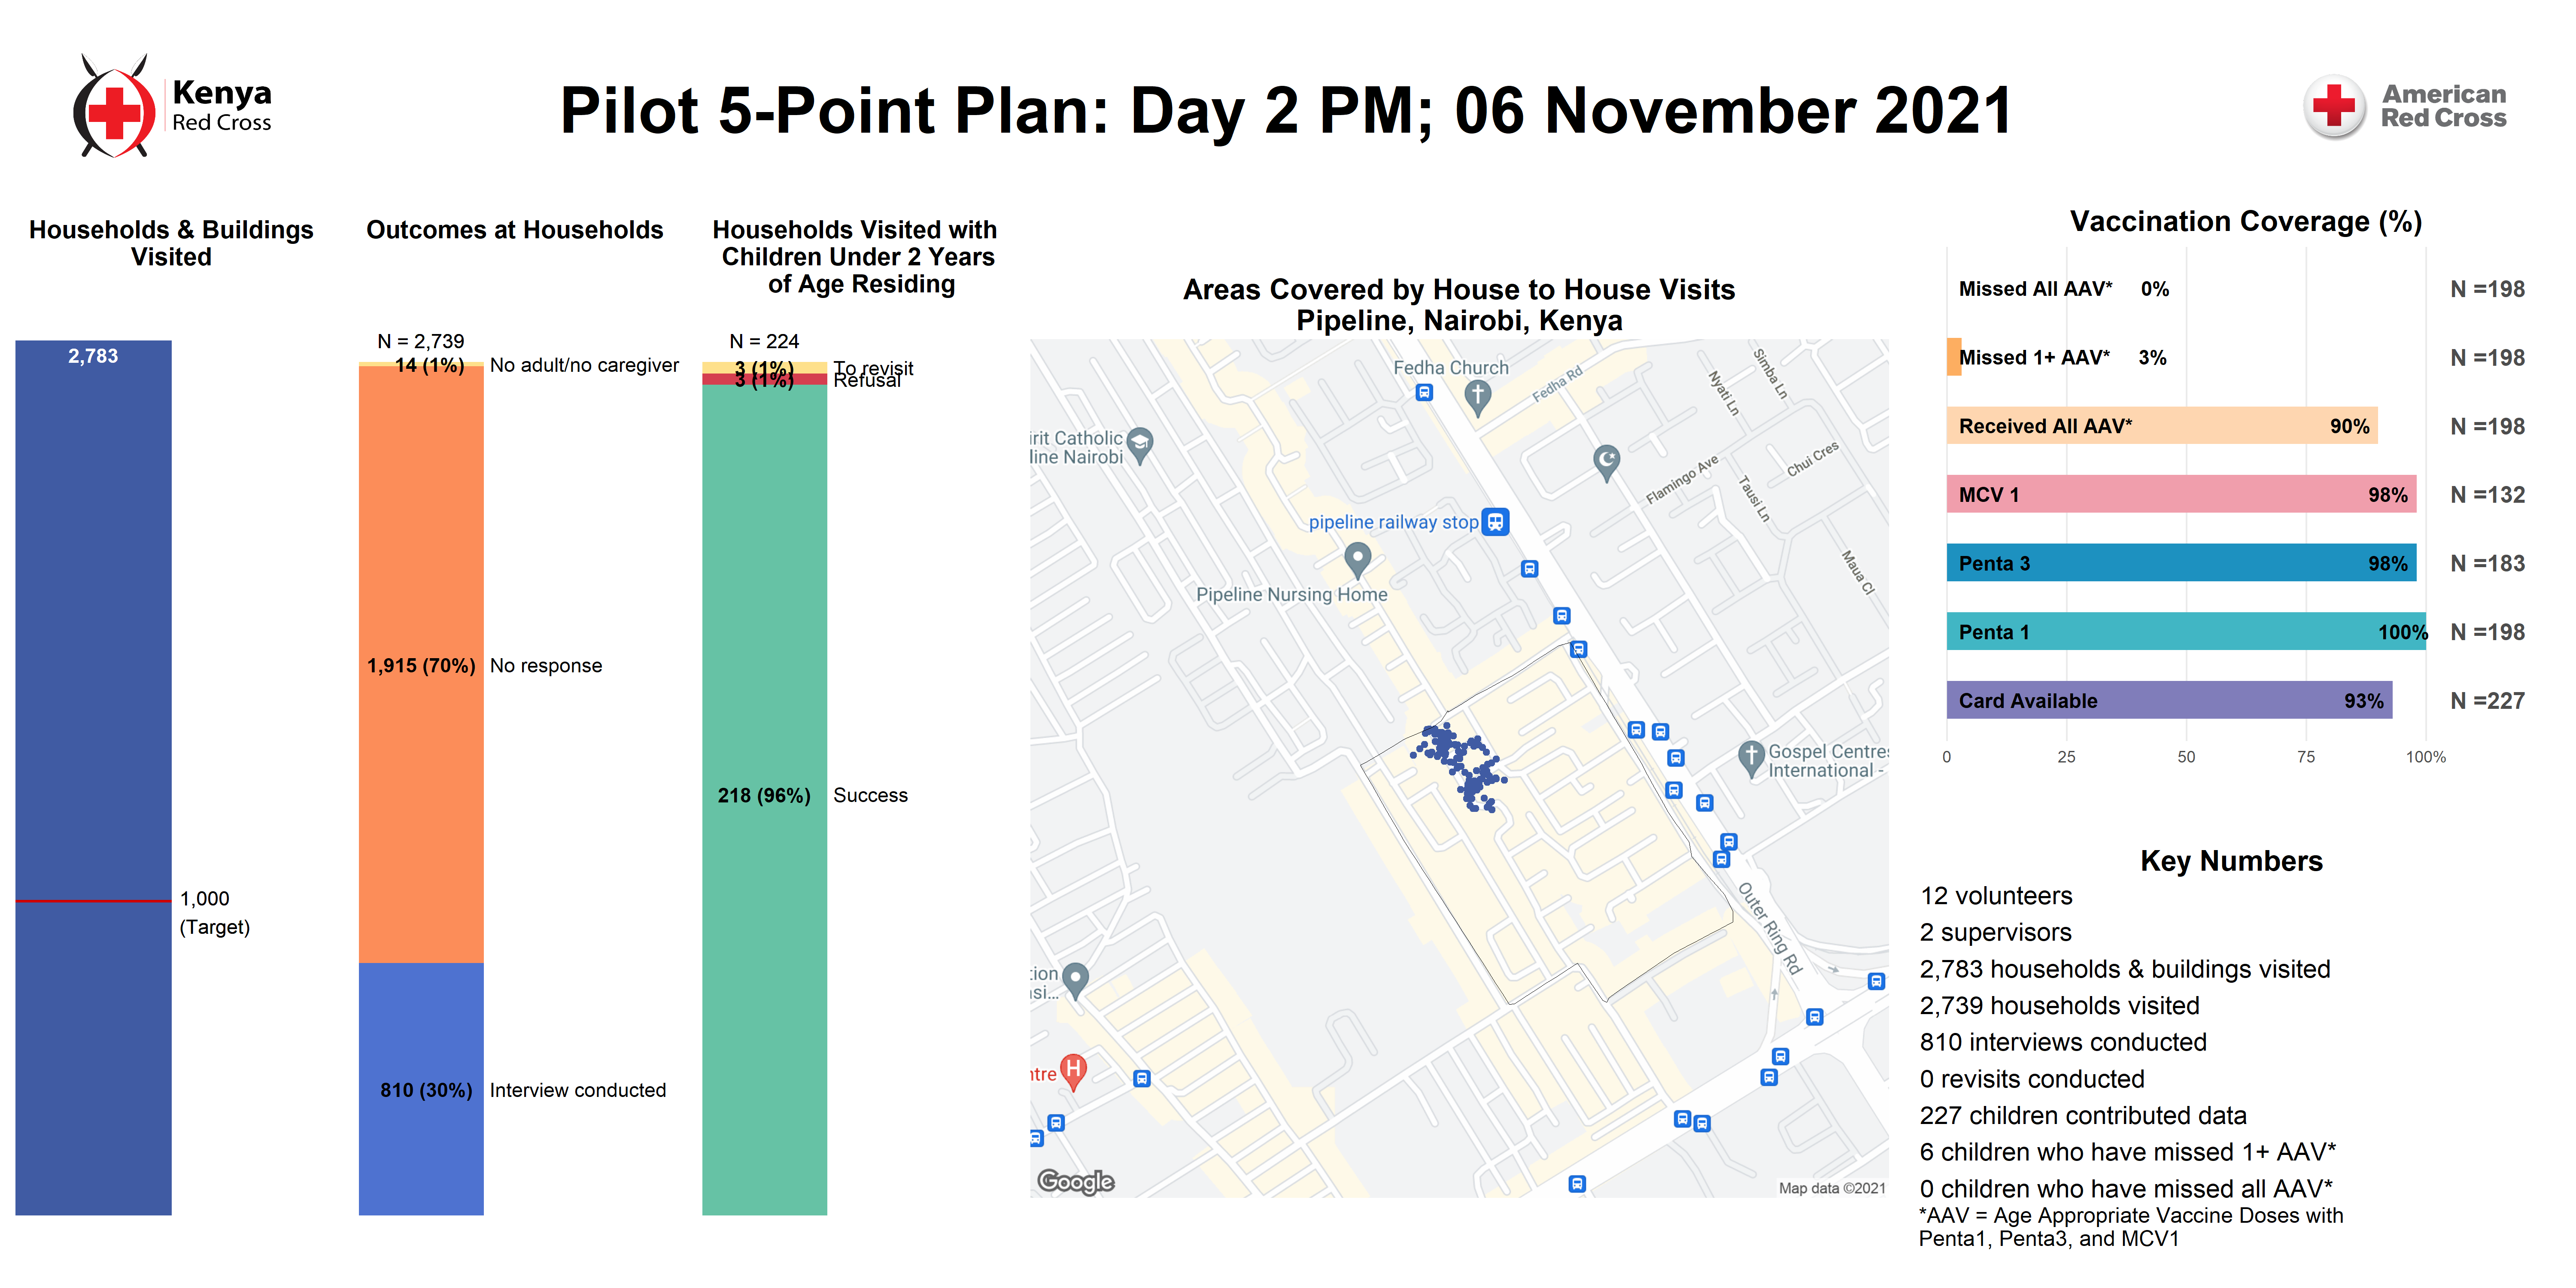 Kenya
Red Cross
Pilot 5-Point Plan: Day 2 PM; 06 November 2021
American
Red Cross
Households & Buildings
Visited
2,783
1,000
(Target)
Outcomes at Households
N = 2,739
14 (1%)
No adult/no caregiver
1,915 (70%)
No response
810 (30%)
Interview conducted
Households Visited with
Children Under 2 Years
of Age Residing
N = 224
3 (1%)
To revisit
3 (1%)
Refusal
218 (96%)
Success
Areas Covered by House to House Visits
Pipeline, Nairobi, Kenya
Fedha Church
Fedha Rd
Simba Ln
Nyati Ln
irit Catholic
line Nairobi
Flamingo Ave
Chui Cres
Tausi Ln
pipeline railway stop
Maua Cl
Pipeline Nursing Home
Gospel Centres
International -
Outer Ring Rd
tion
si...
H
ntre
Google
Map data ©2021
Vaccination Coverage (%)
Missed All AAV* 0% N =198
Missed 1+ AAV* 3% N =198
Received All AAV* 90% N =198
MCV 1 98% N =132
Penta 3 98% N =183
Penta 1 100% N =198
Card Available 93% N =227
0 25 50 75 100%
Key Numbers
12 volunteers
2 supervisors
2,783 households & buildings visited
2,739 households visited
810 interviews conducted
0 revisits conducted
227 children contributed data
6 children who have missed 1+ AAV*
0 children who have missed all AAV*
*AAV = Age Appropriate Vaccine Doses with
Penta1, Penta3, and MCV1